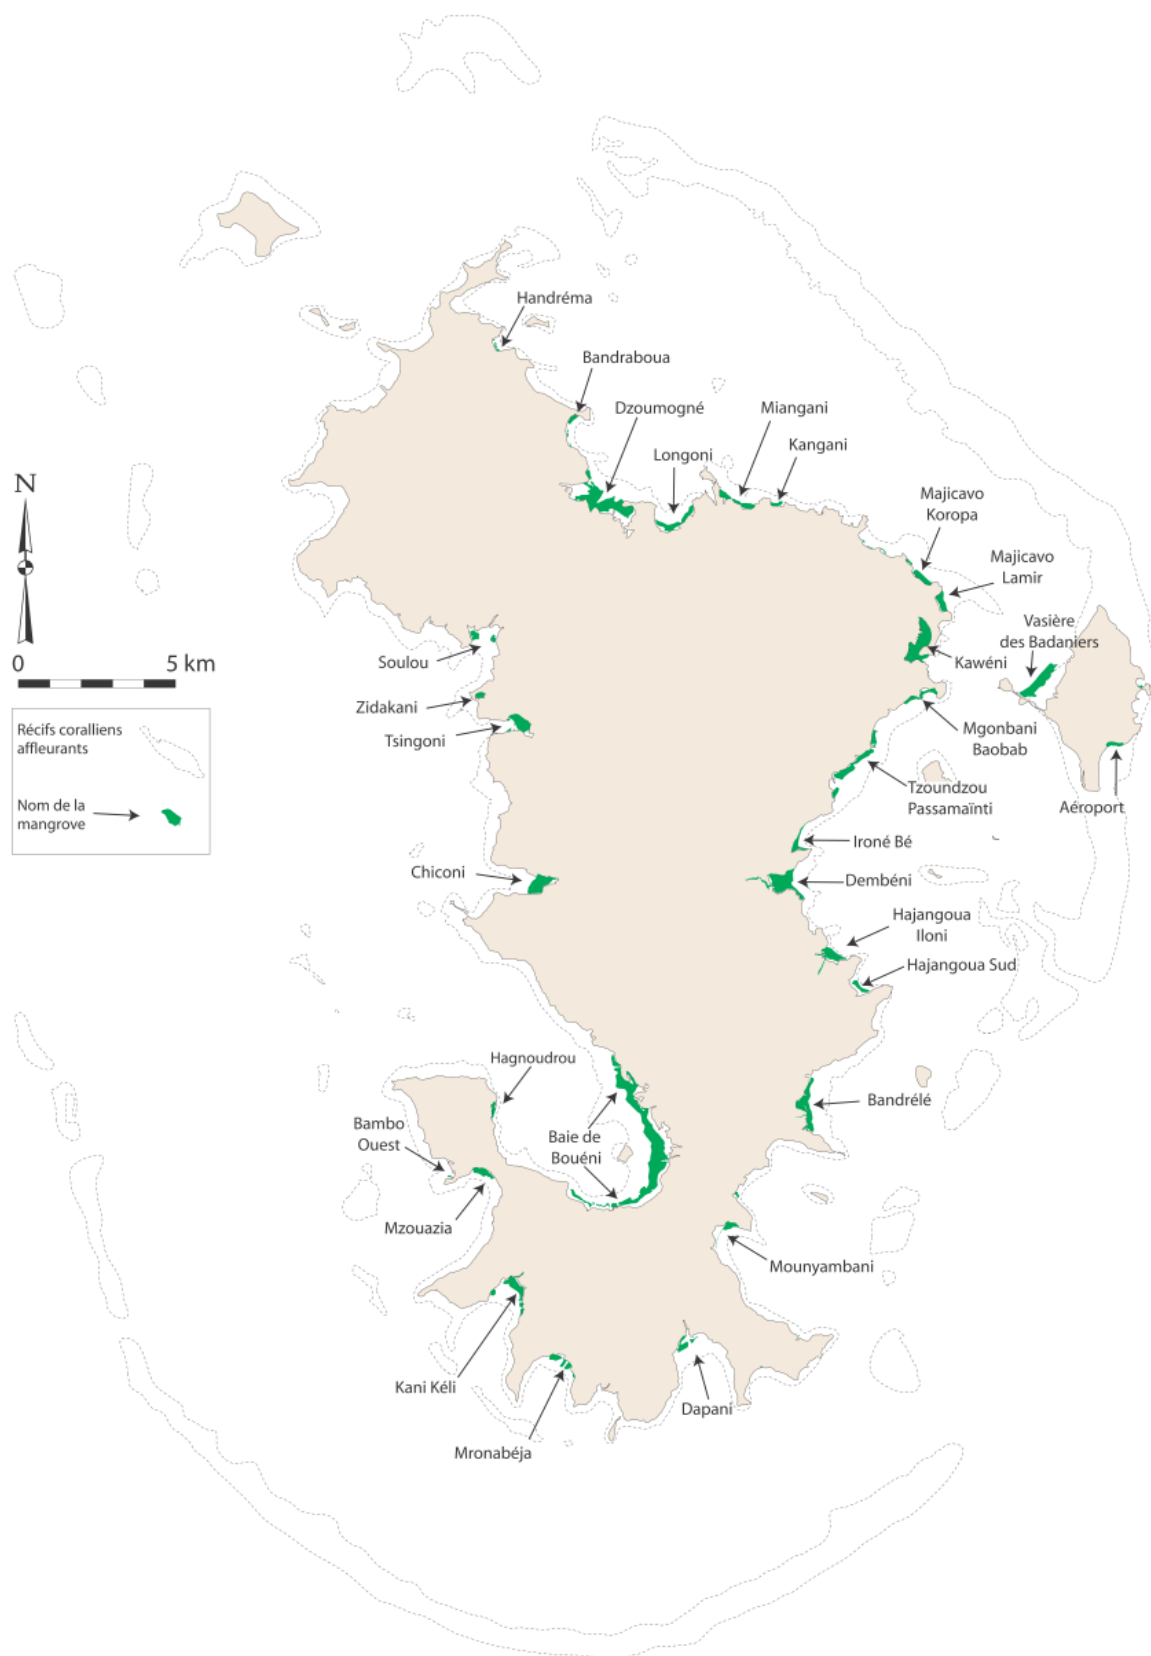 Handréma
Bandraboua
Dzoumogné
Miangani
Longoni
Kangani
Majicavo
Koropa
Majicavo
Lamir
N
Vasière
des Badaniers
0 5 km
Soulou
Kawéni
Zidakani
Tsingoni
Mgonbani
Baobab
Récifs coralliens
affleurants
Tzoundzou
Passamaïnti
Aéroport
Nom de la
mangrove
Ironé Bé
Chiconi
Dembéni
Hajangoua
Iloni
Hajangoua Sud
Hagnoudrou
Bandrélé
Bambo
Ouest
Baie de
Bouéni
Mzouazia
Mounyambani
Kani Kéli
Dapani
Mronabéja